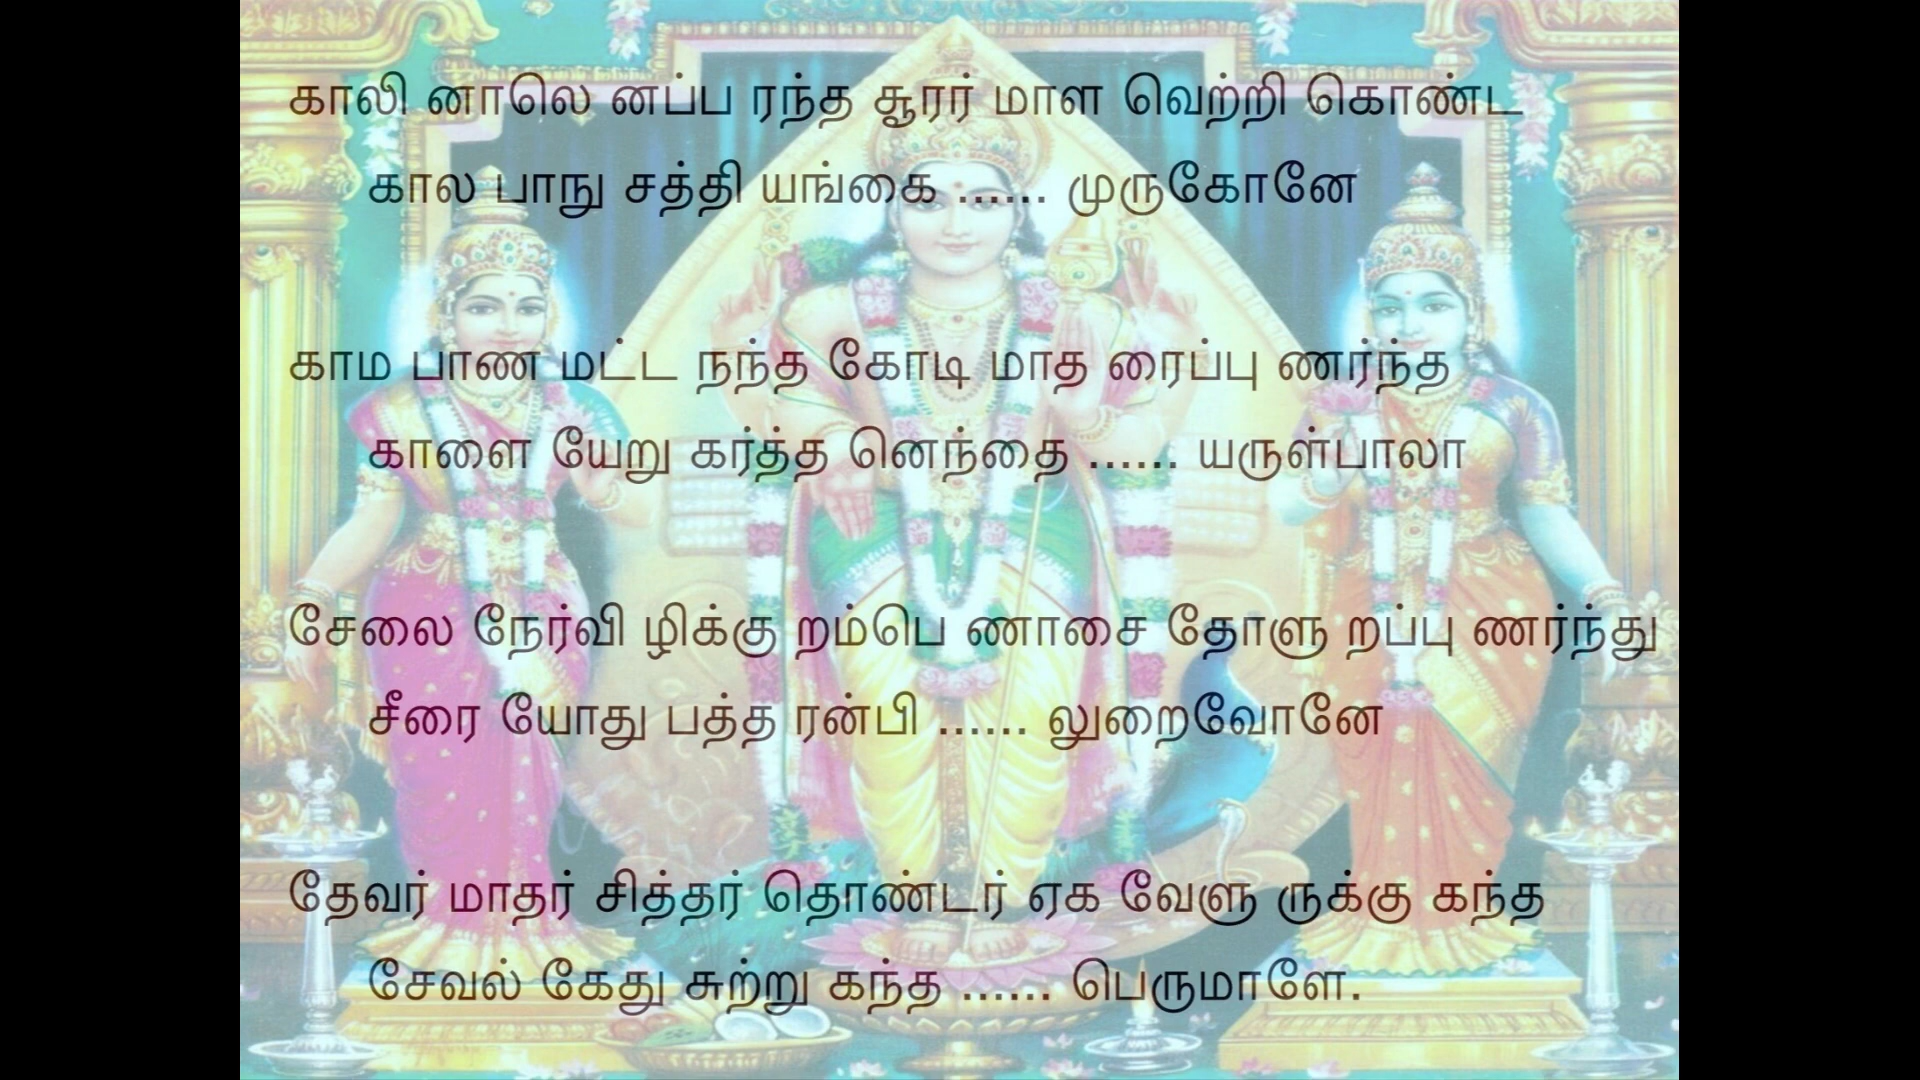 காலி னாலெ னப்ப ரந்த சூரர் மாள வெற்றி கொண்ட
கால பாநு சத்தி யங்கை ...... முருகோனே
காம பாண மட்ட நந்த கோடி மாத ரைப்பு ணர்ந்த
காளை யேறு கர்த்த னெந்தை ...... யருள்பாலா
சேலை நேர்வி ழிக்கு றம்பெ ணாசை தோளு றப்பு ணர்ந்து
சீரை யோது பத்த ரன்பி ...... லுறைவோனே
தேவர் மாதர் சித்தர் தொண்டர் ஏக வேளு ருக்கு கந்த
சேவல் கேது சுற்று கந்த ...... பெருமாளே.